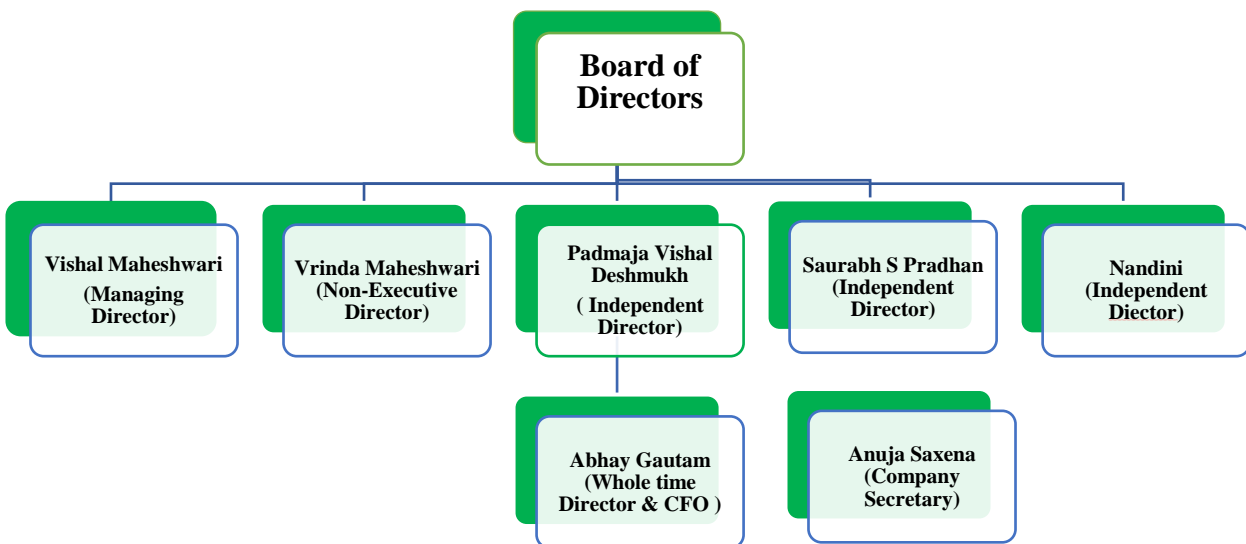 Board of
Directors
Vishal Maheshwari
(Managing
Director)
Vrinda Maheshwari
(Non-Executive
Director)
Padmaja Vishal
Deshmukh
( Independent
Director)
Saurabh S Pradhan
(Independent
Director)
Nandini
(Independent
Diector)
Abhay Gautam
(Whole time
Director & CFO )
Anuja Saxena
(Company
Secretary)